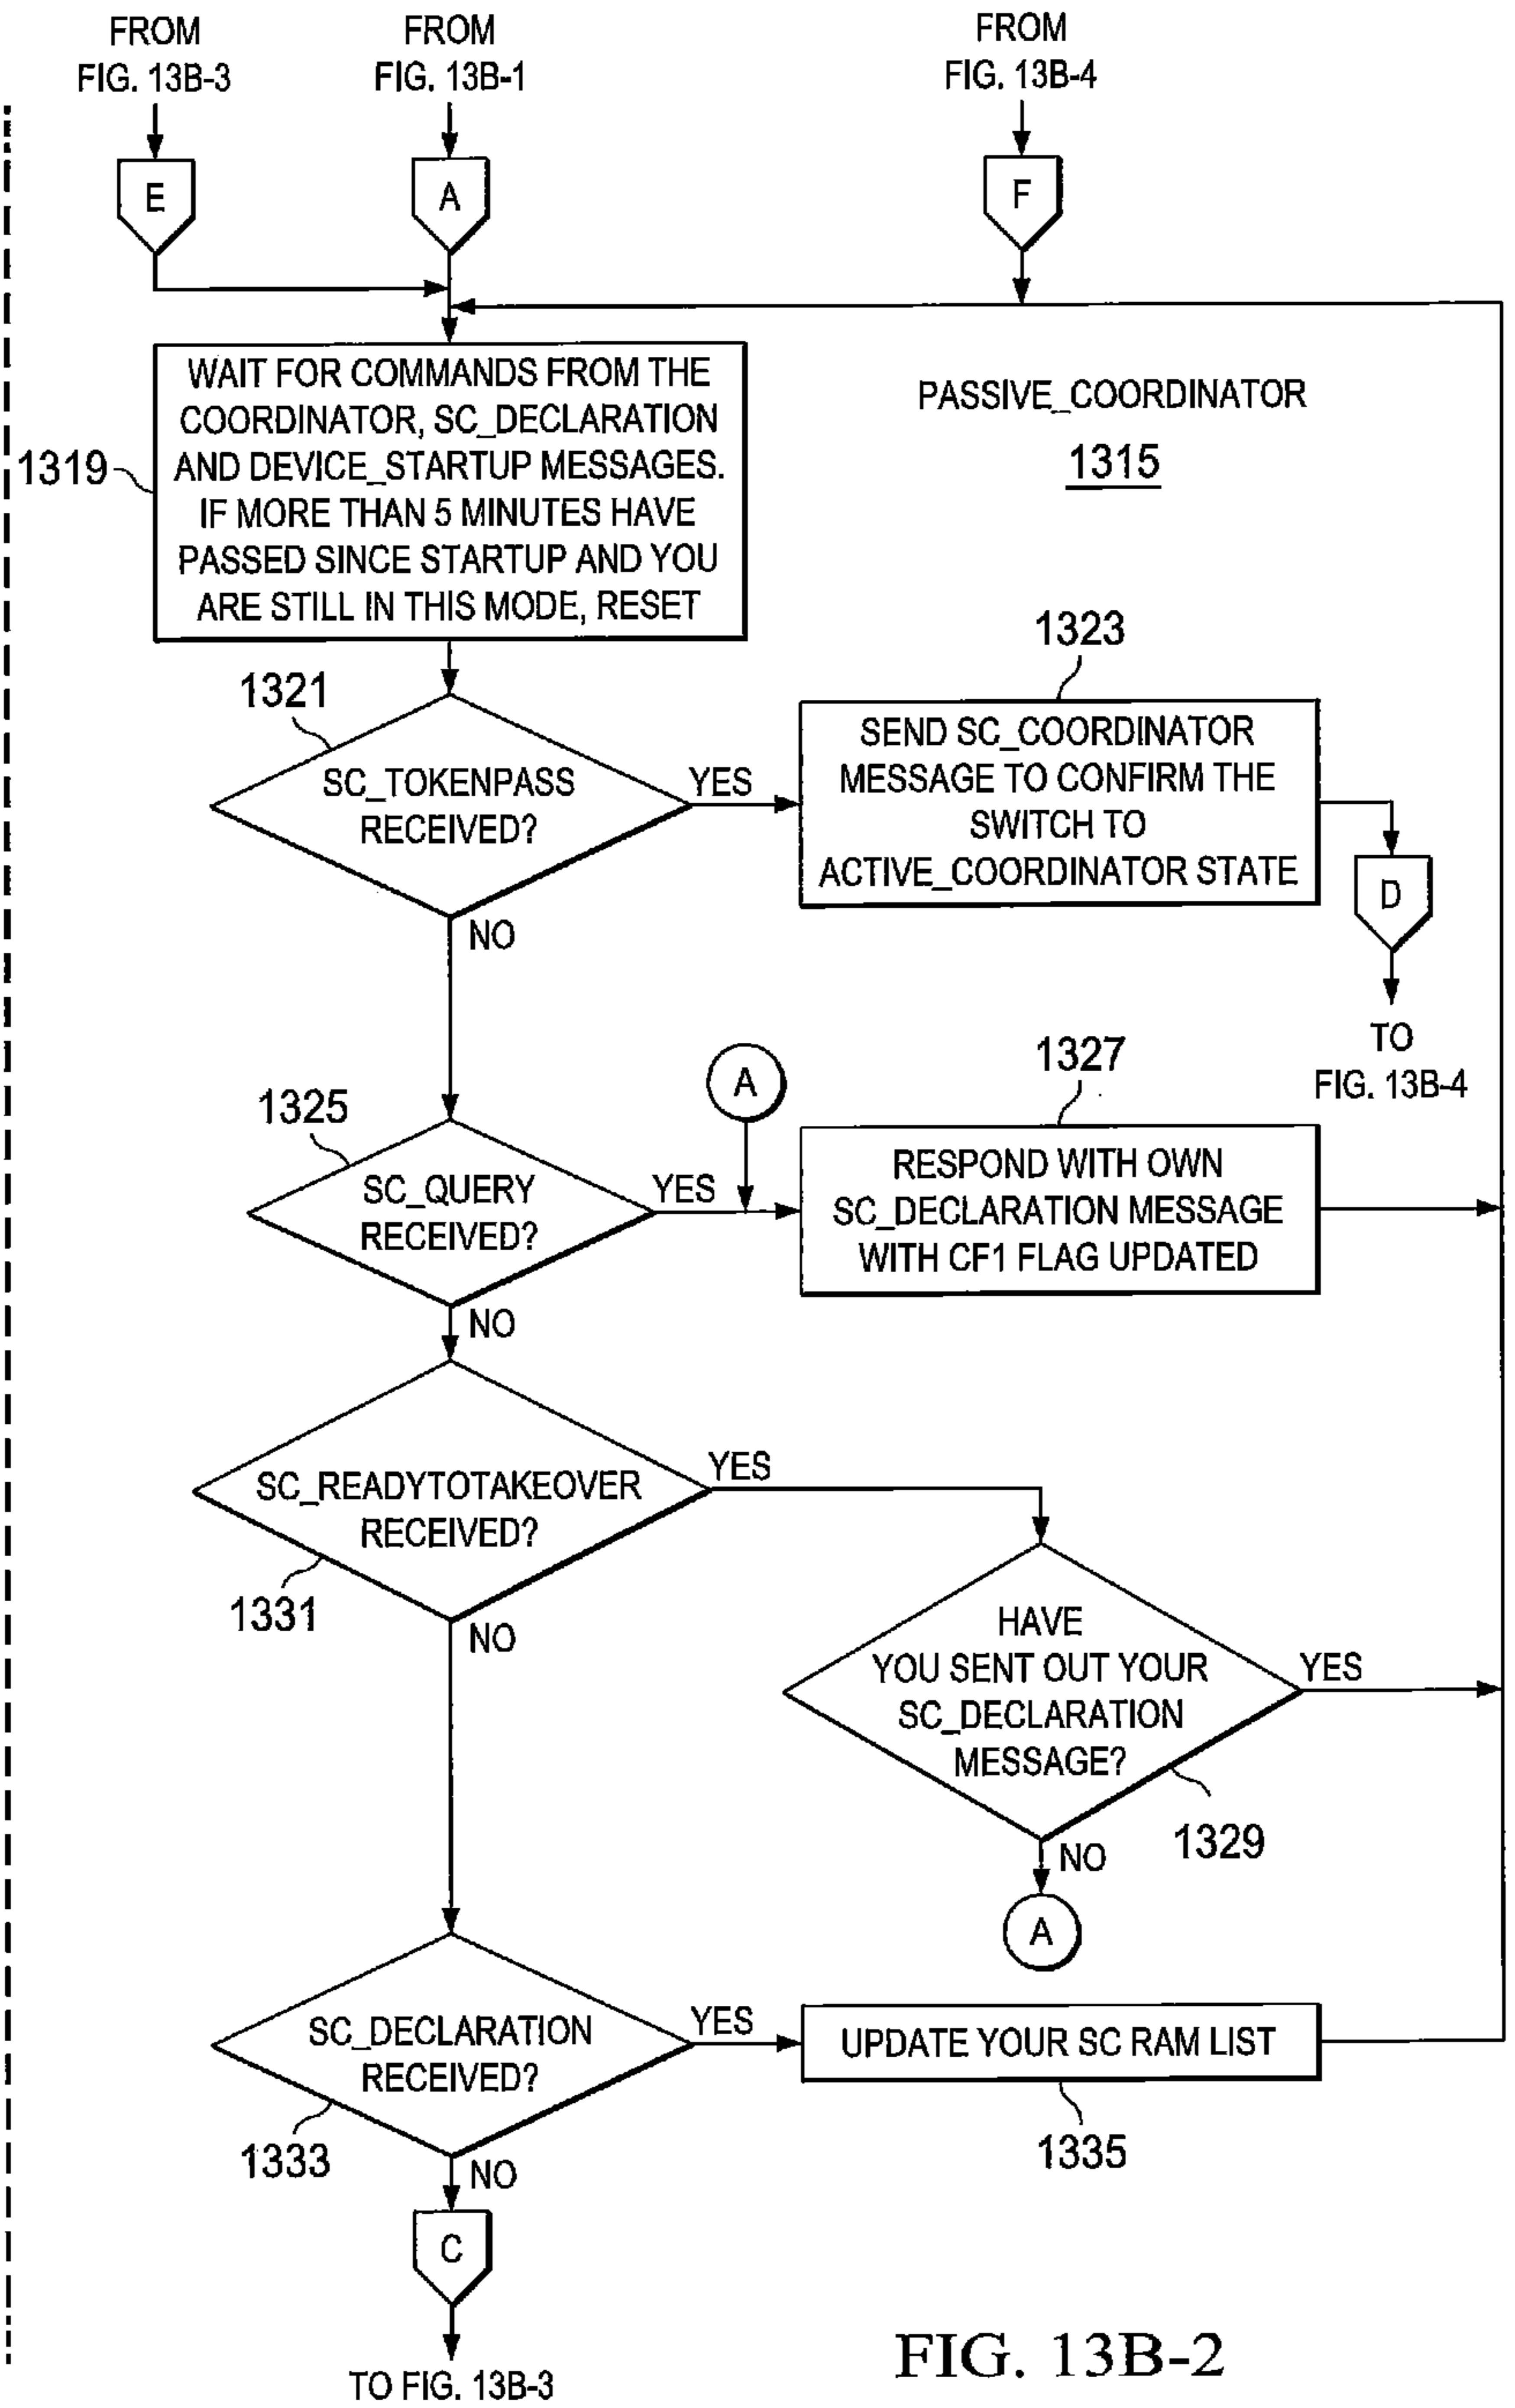 FROM
FIG. 13B-3
FROM
FIG. 13B-1
FROM
FIG. 13B-4
E
A
F
WAIT FOR COMMANDS FROM THE
COORDINATOR, SC_DECLARATION
AND DEVICE_STARTUP MESSAGES.
IF MORE THAN 5 MINUTES HAVE
PASSED SINCE STARTUP AND YOU
ARE STILL IN THIS MODE, RESET
1319
PASSIVE_COORDINATOR
1315
1321
SC_TOKENPASS
RECEIVED?
YES
NO
1323
SEND SC_COORDINATOR
MESSAGE TO CONFIRM THE
SWITCH TO
ACTIVE_COORDINATOR STATE
D
TO
FIG. 13B-4
1325
SC_QUERY
RECEIVED?
YES
NO
A
1327
RESPOND WITH OWN
SC_DECLARATION MESSAGE
WITH CF1 FLAG UPDATED
SC_READYTOTAKEOVER
RECEIVED?
YES
1331
NO
HAVE
YOU SENT OUT YOUR
SC_DECLARATION
MESSAGE?
YES
1329
NO
A
SC_DECLARATION
RECEIVED?
YES
1333
NO
UPDATE YOUR SC RAM LIST
1335
C
TO FIG. 13B-3
FIG. 13B-2